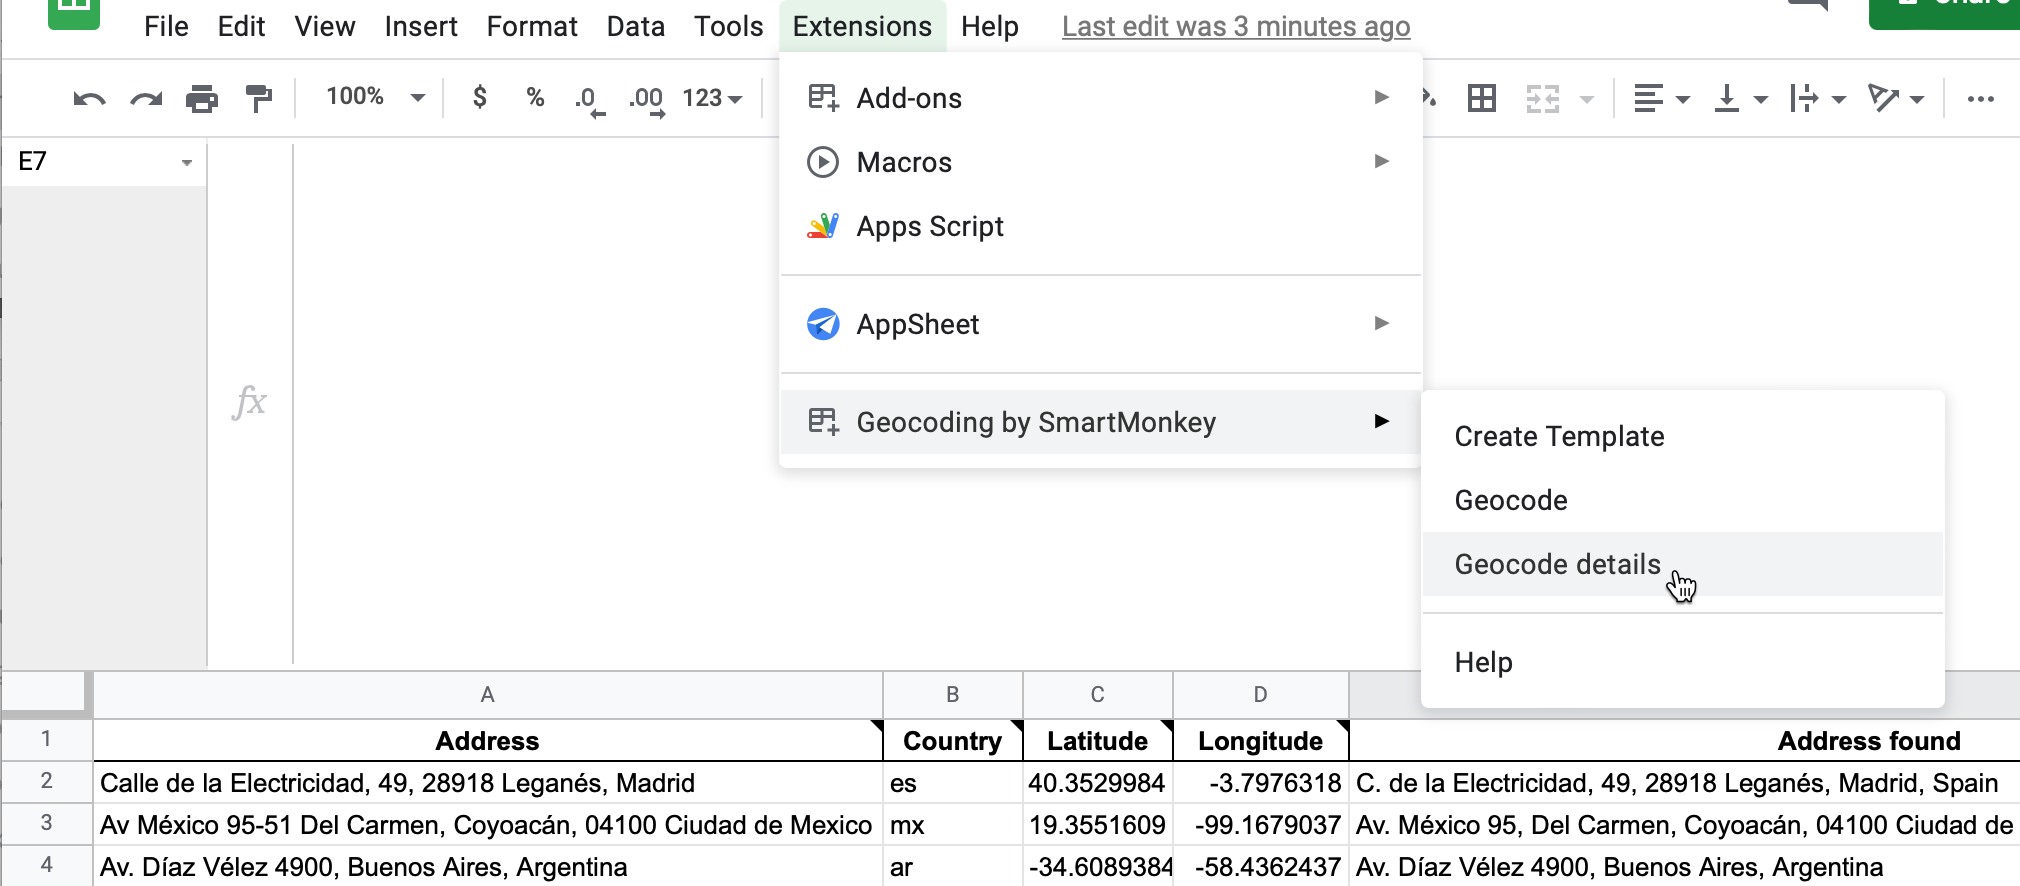 File Edit View Insert Format Data Tools Extensions Help Last edit was 3 minutes ago
100% $ % .0 .00 123
E7
Add-ons
Macros
Apps Script
AppSheet
fx
Geocoding by SmartMonkey
Create Template
Geocode
Geocode details
Help
A B C D
1 Address Country Latitude Longitude Address found
2 Calle de la Electricidad, 49, 28918 Leganés, Madrid es 40.3529984 -3.7976318 C. de la Electricidad, 49, 28918 Leganés, Madrid, Spain
3 Av México 95-51 Del Carmen, Coyoacán, 04100 Ciudad de Mexico mx 19.3551609 -99.1679037 Av. México 95, Del Carmen, Coyoacán, 04100 Ciudad de
4 Av. Díaz Vélez 4900, Buenos Aires, Argentina ar -34.6089384 -58.4362437 Av. Díaz Vélez 4900, Buenos Aires, Argentina